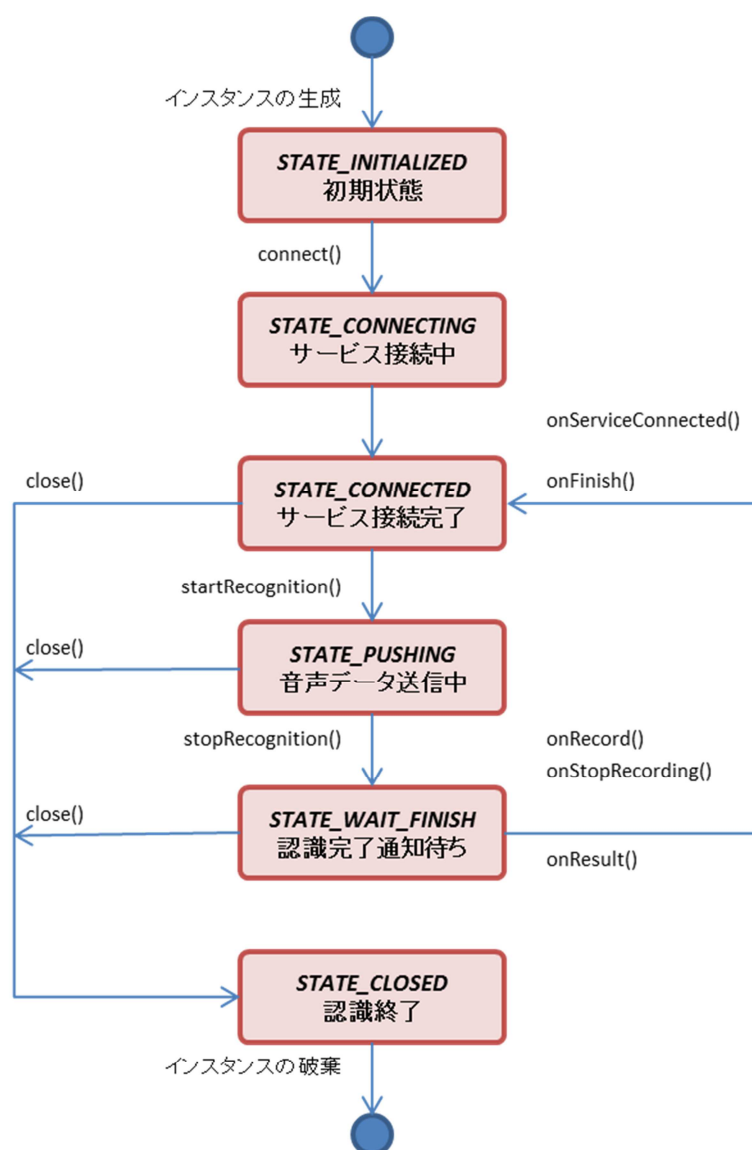 インスタンスの生成
STATE_INITIALIZED
初期状態
connect()
STATE_CONNECTING
サービス接続中
onServiceConnected()
close()
STATE_CONNECTED
サービス接続完了
onFinish()
startRecognition()
close()
STATE_PUSHING
音声データ送信中
stopRecognition()
onRecord()
onStopRecording()
close()
STATE_WAIT_FINISH
認識完了通知待ち
onResult()
STATE_CLOSED
認識終了
インスタンスの破棄